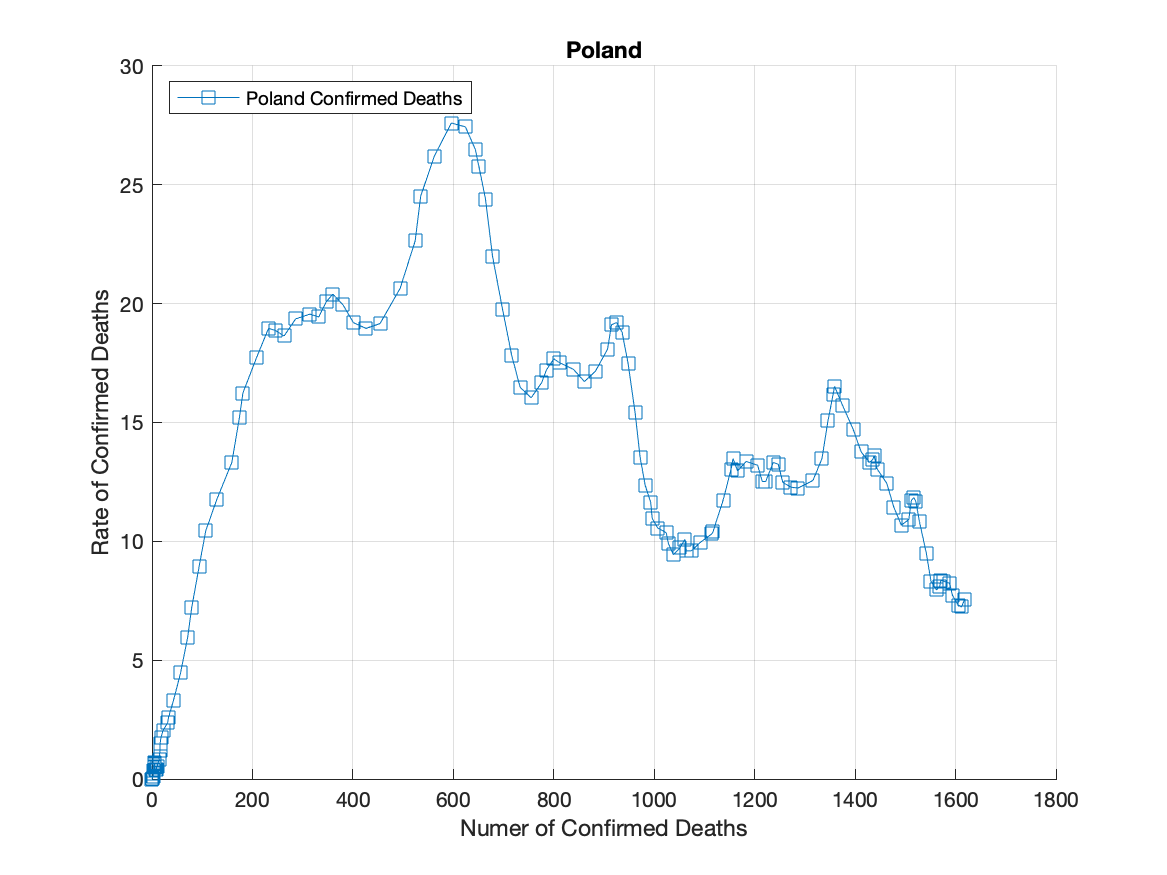 Poland
30
Poland Confirmed Deaths
25
20
15
10
5
0
Rate of Confirmed Deaths
0 200 400 600 800 1000 1200 1400 1600 1800
Numer of Confirmed Deaths